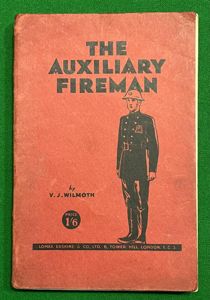 THE
AUXILIARY
FIREMAN
by
V. J. WILMOTH
PRICE
1/6
LOMAX, ERSKINE & CO., LTD., 8, TOWER HILL, LONDON, E.C.3.